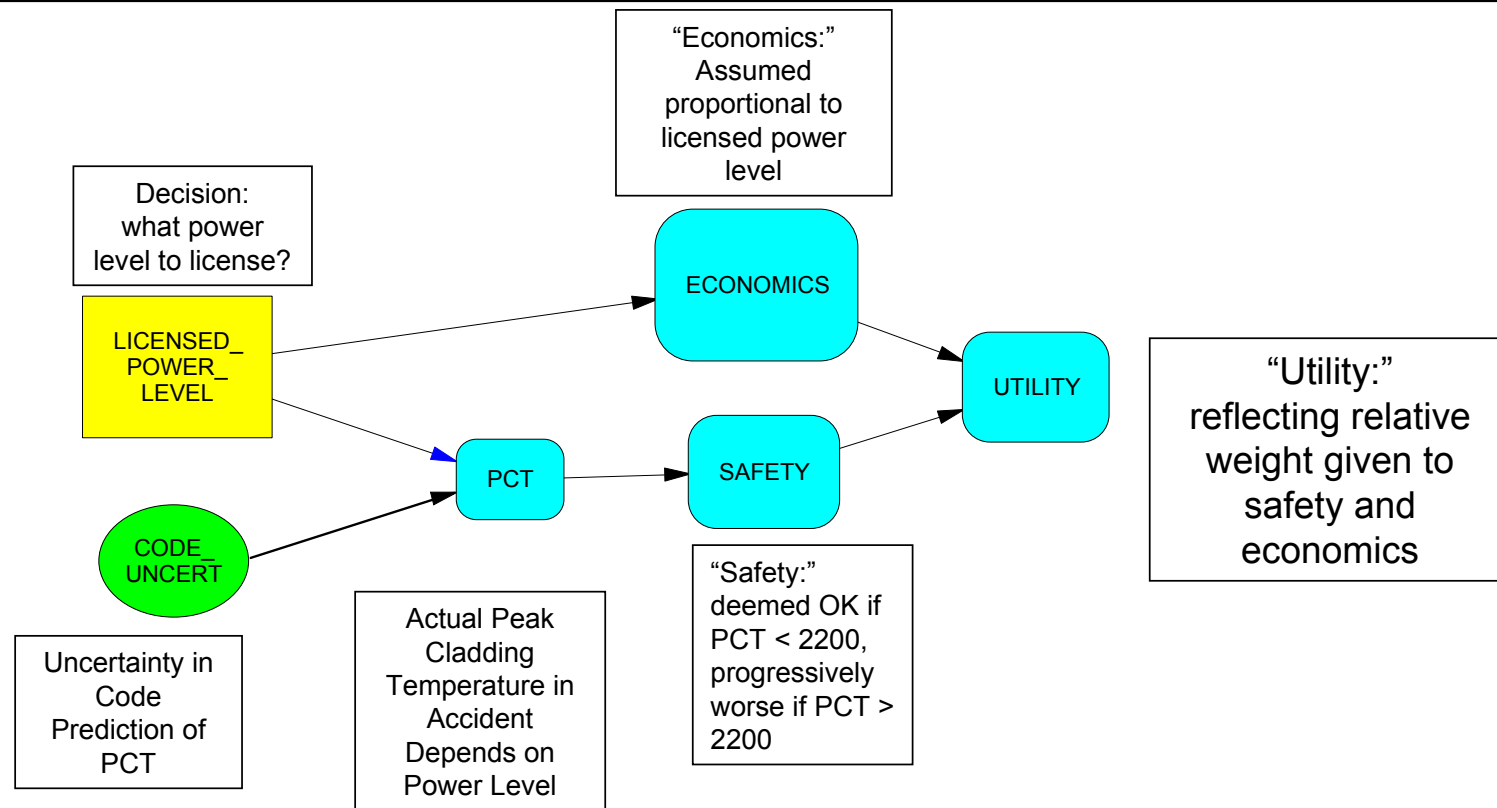 “Economics:”
Assumed
proportional to
licensed power
level
Decision:
what power
level to license?
LICENSED_
POWER_
LEVEL
ECONOMICS
UTILITY
“Utility:”
reflecting relative
weight given to
safety and
economics
PCT
SAFETY
CODE_
UNCERT
Uncertainty in
Code
Prediction of
PCT
Actual Peak
Cladding
Temperature in
Accident
Depends on
Power Level
“Safety:”
deemed OK if
PCT < 2200,
progressively
worse if PCT >
2200